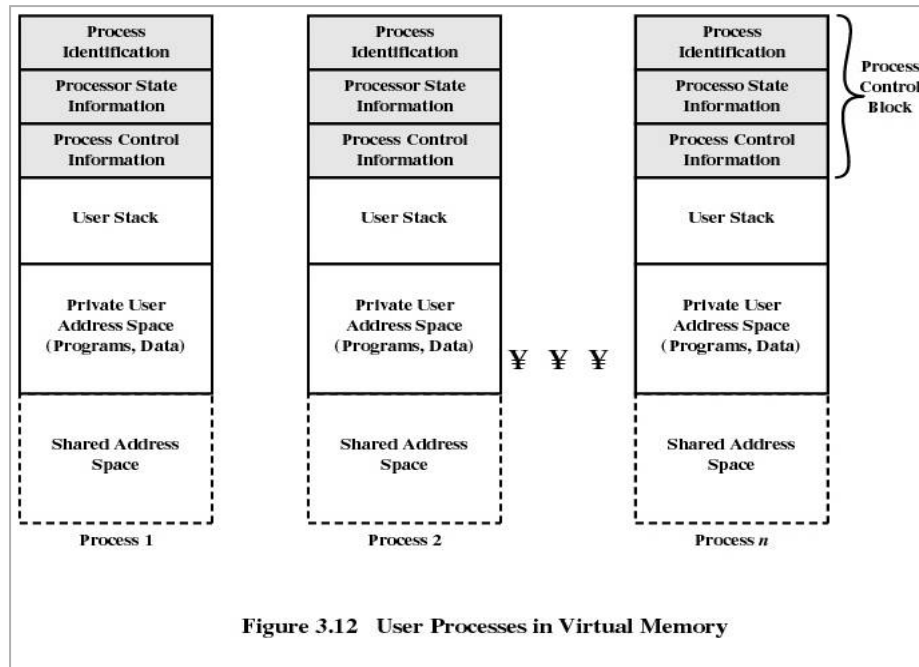 Process
Identification
Processor State
Information
Process Control
Information
User Stack
Private User
Address Space
(Programs, Data)
Shared Address
Space
Process 1
Process
Identification
Processor State
Information
Process Control
Information
User Stack
Private User
Address Space
(Programs, Data)
Shared Address
Space
Process 2
¥ ¥ ¥
Process
Identification
Processo State
Information
Process Control
Information
User Stack
Private User
Address Space
(Programs, Data)
Shared Address
Space
Process n
Process
Control
Block
Figure 3.12 User Processes in Virtual Memory